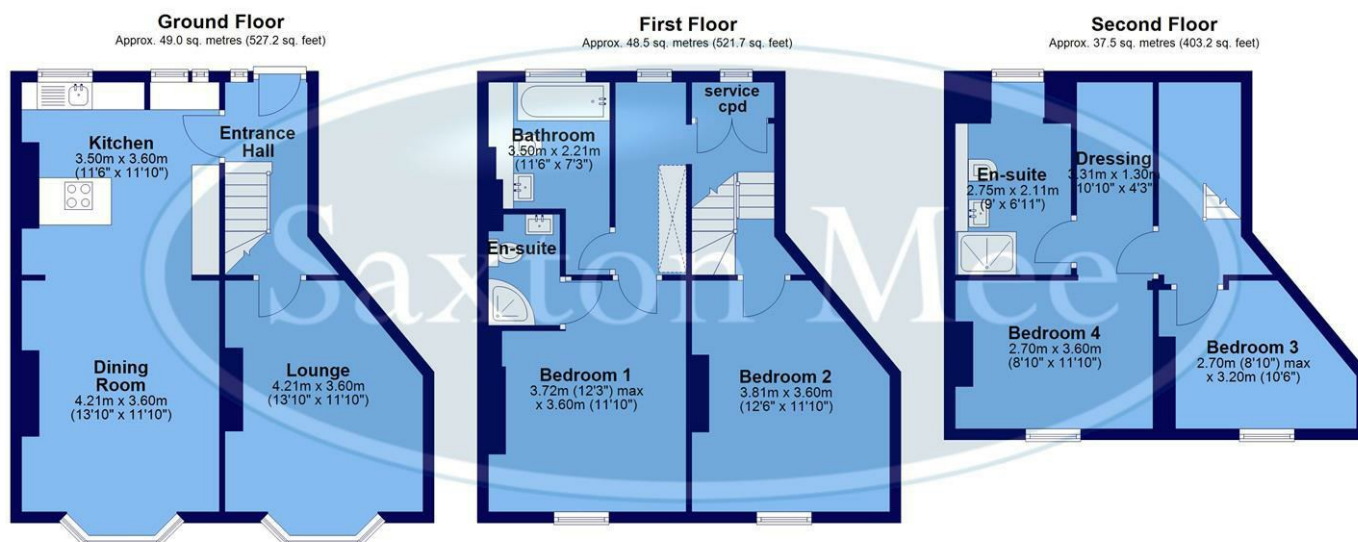 Ground Floor
Approx. 49.0 sq. metres (527.2 sq. feet)
Kitchen
3.50m x 3.60m
(11'6" x 11'10")
Entrance
Hall
Dining
Room
4.21m x 3.60m
(13'10" x 11'10")
Lounge
4.21m x 3.60m
(13'10" x 11'10")
First Floor
Approx. 48.5 sq. metres (521.7 sq. feet)
service
cpd
Bathroom
3.50m x 2.21m
(11'6" x 7'3")
En-suite
Bedroom 1
3.72m (12'3") max
x 3.60m (11'10")
Bedroom 2
3.81m x 3.60m
(12'6" x 11'10")
Second Floor
Approx. 37.5 sq. metres (403.2 sq. feet)
En-suite
2.75m x 2.11m
(9' x 6'11")
Dressing
3.31m x 1.30m
10'10" x 4'3"
Bedroom 4
2.70m x 3.60m
(8'10" x 11'10")
Bedroom 3
2.70m (8'10") max
x 3.20m (10'6")
Saxton Mee